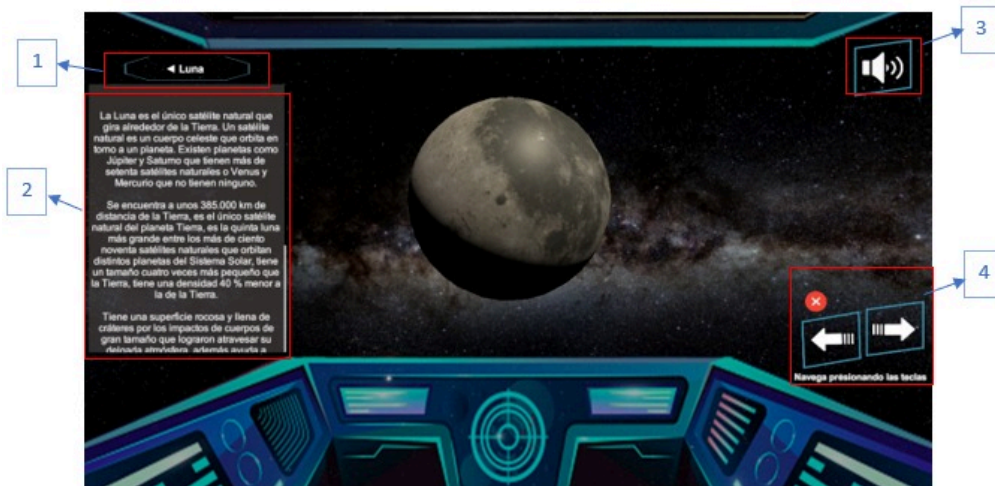 1
◄ Luna
3
2
La Luna es el único satélite natural que
gira alrededor de la Tierra. Un satélite
natural es un cuerpo celeste que orbita en
torno a un planeta. Existen planetas como
Júpiter y Saturno que tienen más de
setenta satélites naturales o Venus y
Mercurio que no tienen ninguno.
Se encuentra a unos 385.000 km de
distancia de la Tierra, es el único satélite
natural del planeta Tierra, es la quinta luna
más grande entre los más de ciento
noventa satélites naturales que orbitan
distintos planetas del Sistema Solar, tiene
un tamaño cuatro veces más pequeño que
la Tierra, tiene una densidad 40 % menor a
la de la Tierra.
Tiene una superficie rocosa y llena de
cráteres por los impactos de cuerpos de
gran tamaño que lograron atravesar su
delgada atmósfera, además ayuda a
4
Navega presionando las teclas